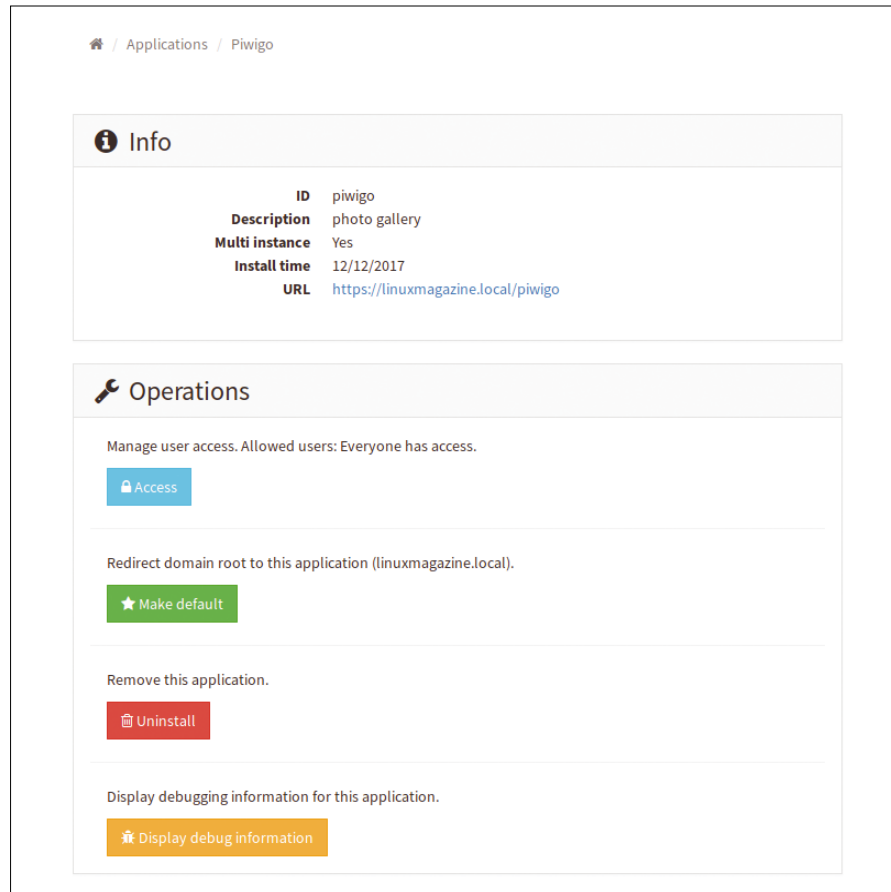 / Applications / Piwigo
Info
ID piwigo
Description photo gallery
Multi instance Yes
Install time 12/12/2017
URL https://linuxmagazine.local/piwigo
Operations
Manage user access. Allowed users: Everyone has access.
Access
Redirect domain root to this application (linuxmagazine.local).
Make default
Remove this application.
Uninstall
Display debugging information for this application.
Display debug information